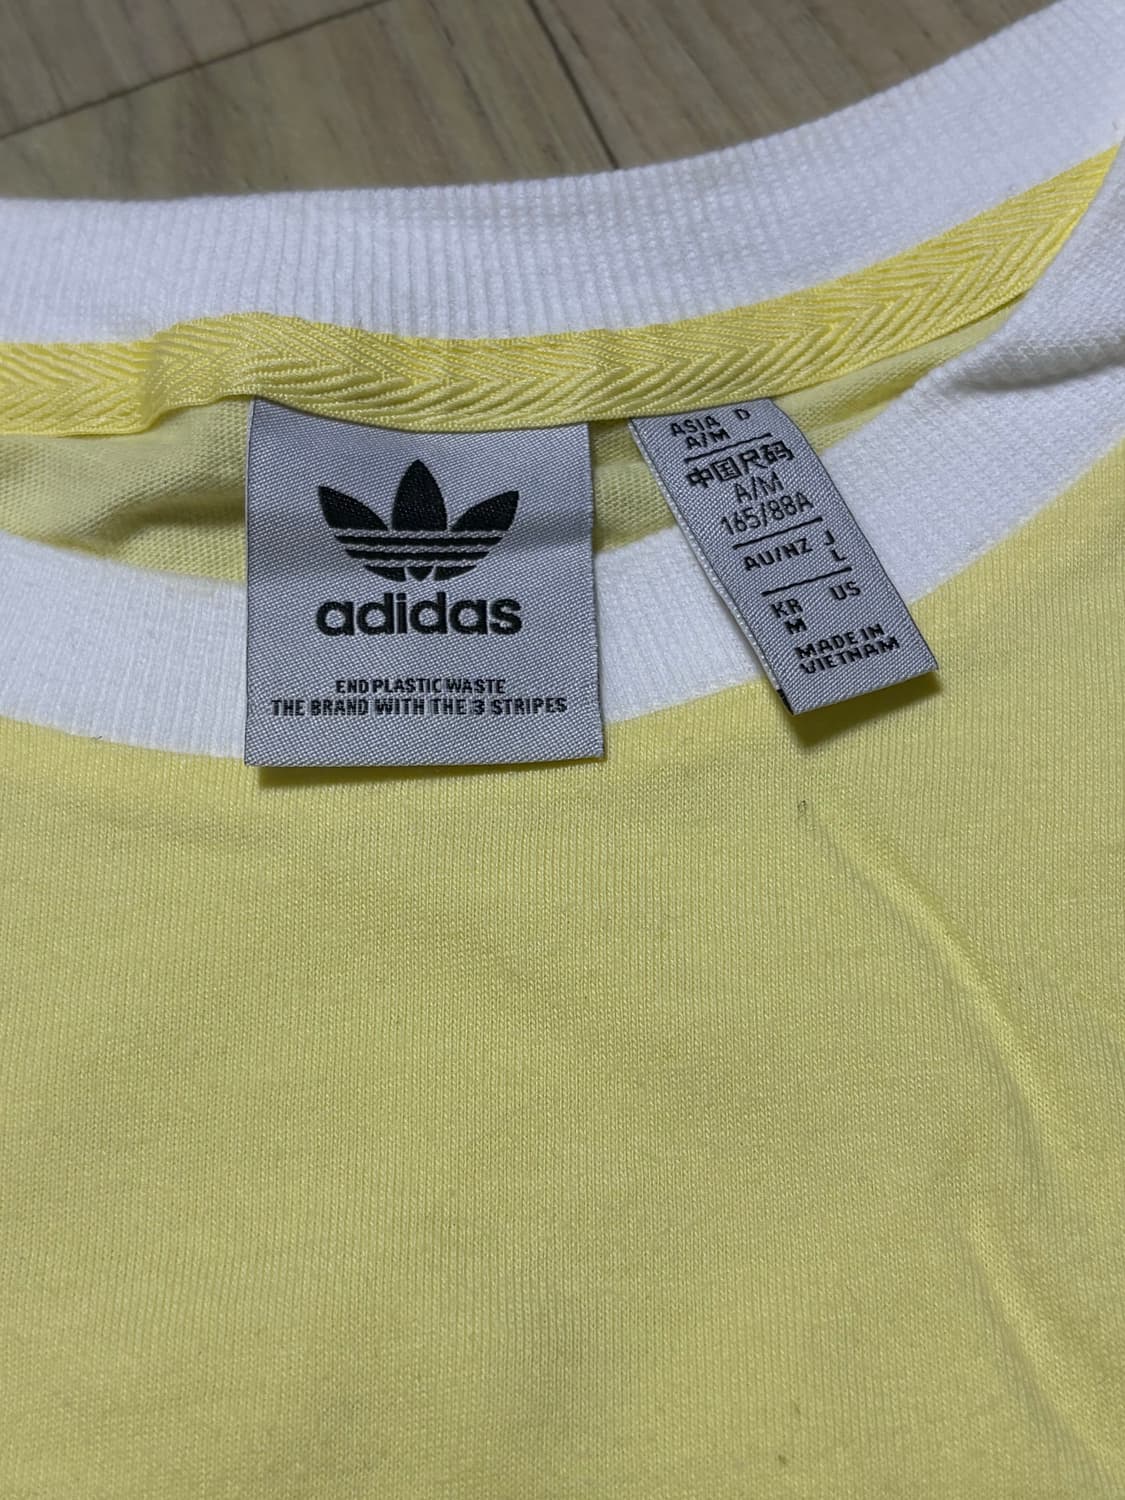 adidas
END PLASTIC WASTE
THE BRAND WITH THE 3 STRIPES
ASIA D
A/M
中国尺码
A/M
165/88A
AU/NZ J
L
KR US
M
MADE IN
VIETNAM